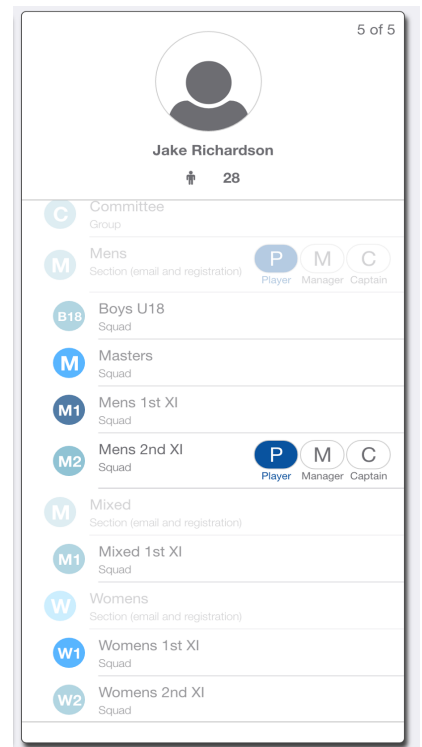 5 of 5
Jake Richardson
28
C Committee
Group
M Mens P M C
Section (email and registration) Player Manager Captain
B18 Boys U18
Squad
M Masters
Squad
M1 Mens 1st XI
Squad
M2 Mens 2nd XI P M C
Squad Player Manager Captain
M Mixed
Section (email and registration)
M1 Mixed 1st XI
Squad
W Womens
Section (email and registration)
W1 Womens 1st XI
Squad
W2 Womens 2nd XI
Squad